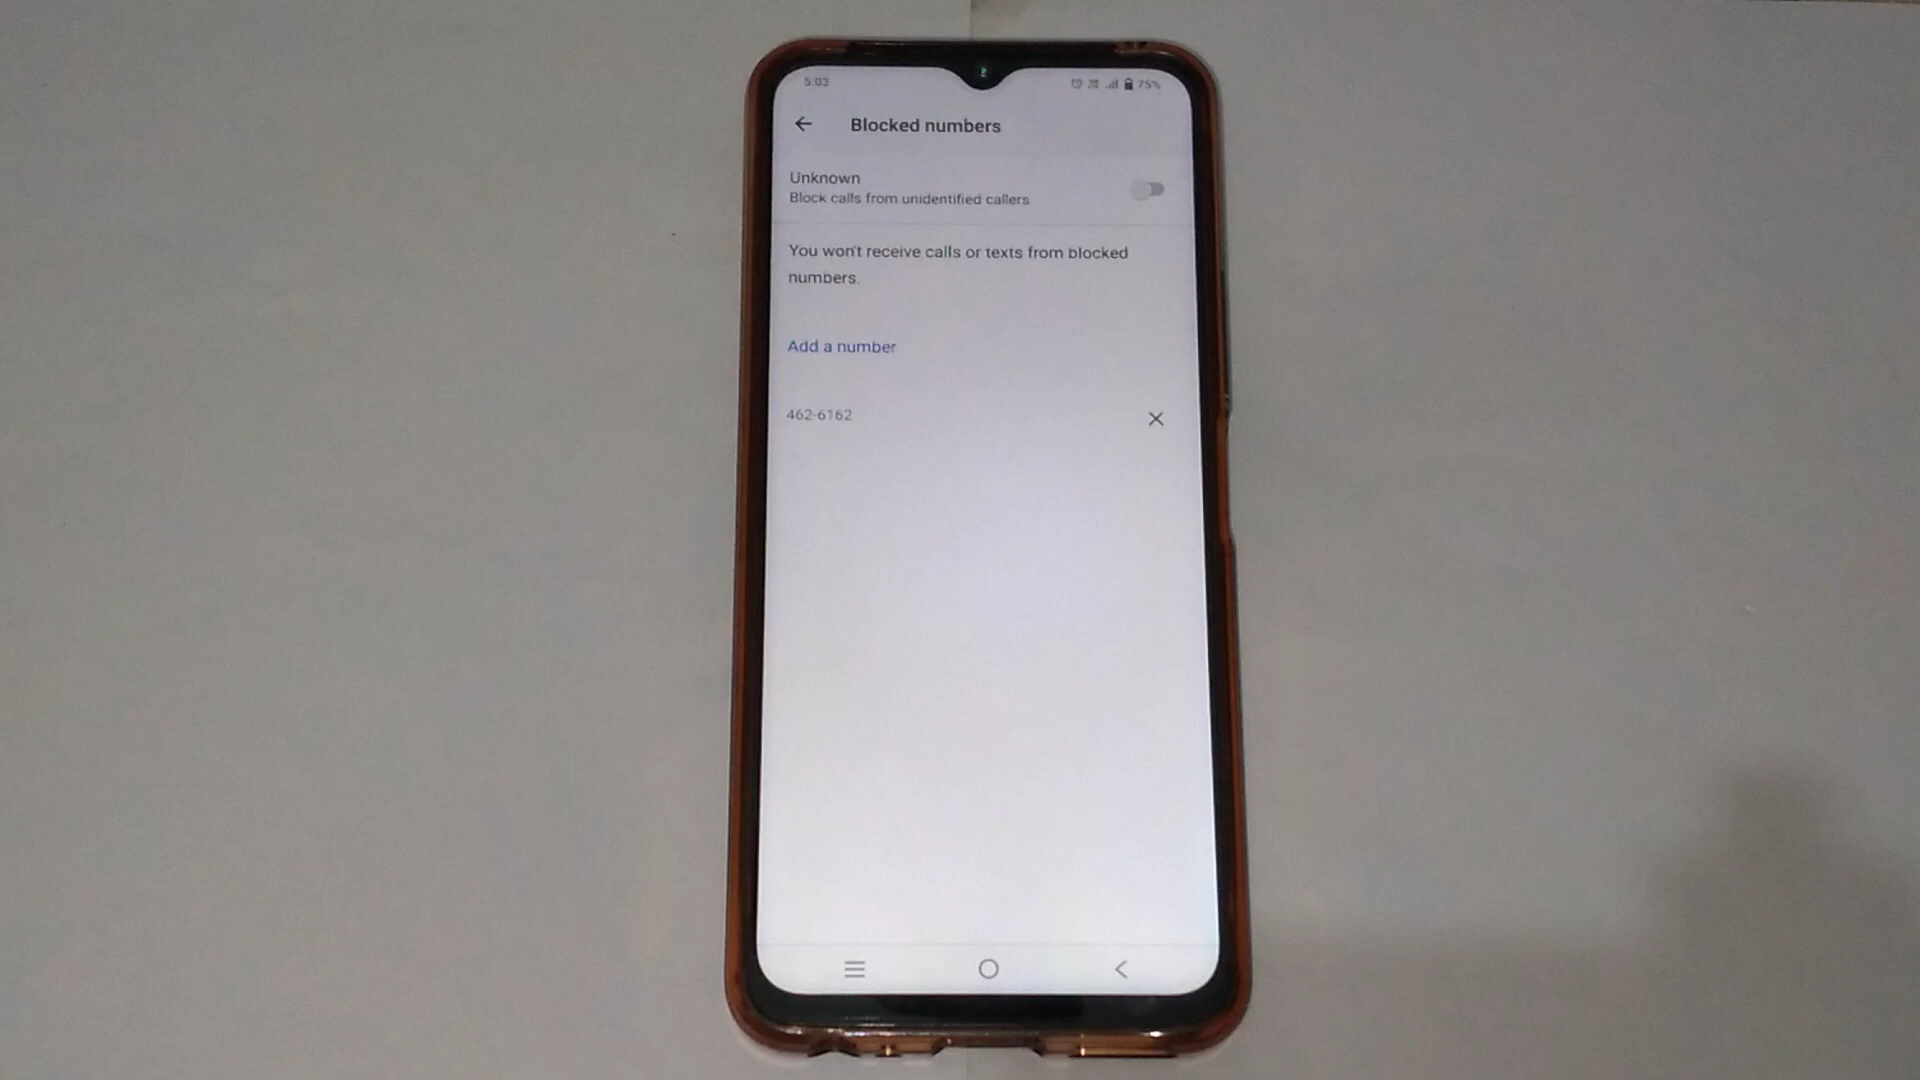 5:03
75%
Blocked numbers
Unknown
Block calls from unidentified callers
You won't receive calls or texts from blocked
numbers.
Add a number
462-6162